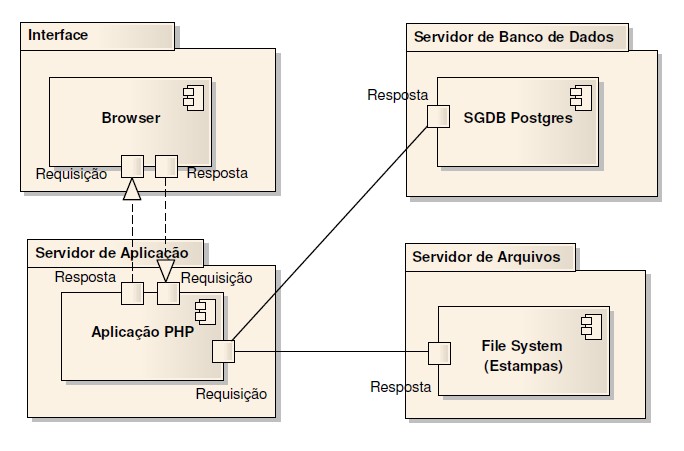 Interface
Browser
Requisição
Resposta
Servidor de Banco de Dados
Resposta
SGDB Postgres
Servidor de Aplicação
Resposta
Requisição
Aplicação PHP
Requisição
Servidor de Arquivos
File System
(Estampas)
Resposta